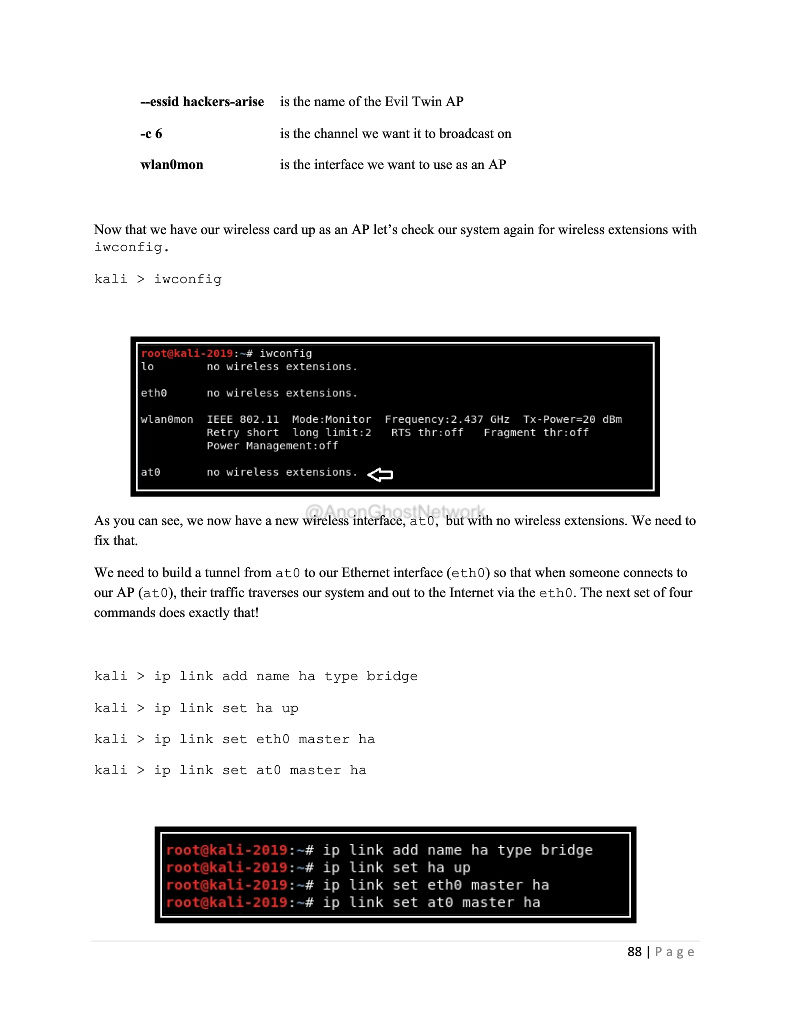 --essid hackers-arise is the name of the Evil Twin AP
-c 6 is the channel we want it to broadcast on
wlan0mon is the interface we want to use as an AP
Now that we have our wireless card up as an AP let’s check our system again for wireless extensions with
iwconfig.
kali > iwconfig
root@kali-2019:~# iwconfig
lo no wireless extensions.
eth0 no wireless extensions.
wlan0mon IEEE 802.11 Mode:Monitor Frequency:2.437 GHz Tx-Power=20 dBm
Retry short long limit:2 RTS thr:off Fragment thr:off
Power Management:off
at0 no wireless extensions.
@AnonGhostNetwork
As you can see, we now have a new wireless interface, at0, but with no wireless extensions. We need to
fix that.
We need to build a tunnel from at0 to our Ethernet interface (eth0) so that when someone connects to
our AP (at0), their traffic traverses our system and out to the Internet via the eth0. The next set of four
commands does exactly that!
kali > ip link add name ha type bridge
kali > ip link set ha up
kali > ip link set eth0 master ha
kali > ip link set at0 master ha
root@kali-2019:~# ip link add name ha type bridge
root@kali-2019:~# ip link set ha up
root@kali-2019:~# ip link set eth0 master ha
root@kali-2019:~# ip link set at0 master ha
88 | Page